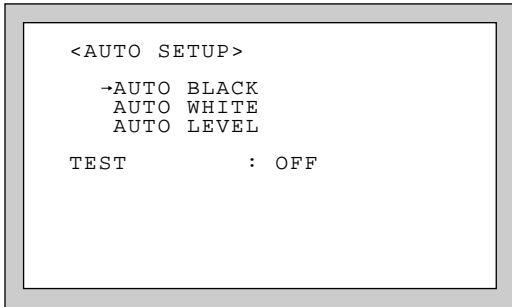 <AUTO SETUP>
→AUTO BLACK
AUTO WHITE
AUTO LEVEL
TEST : OFF